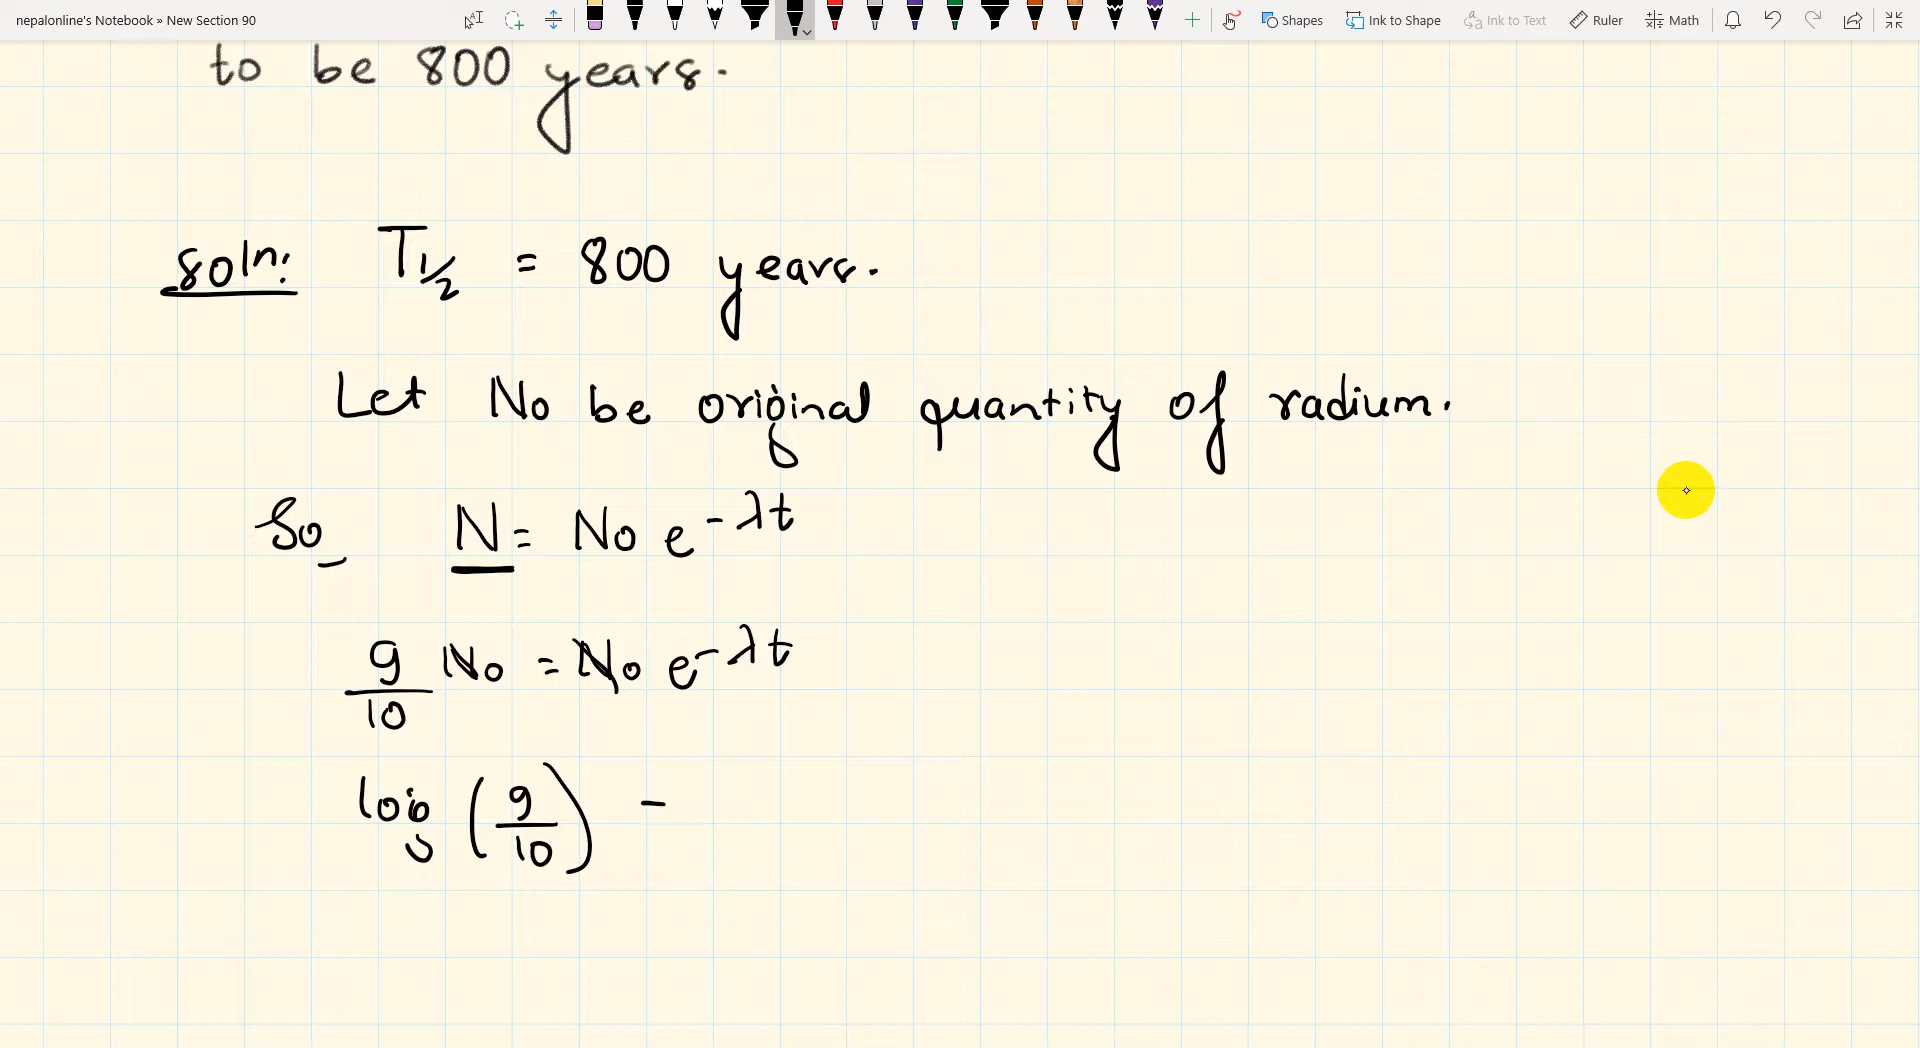 nepalonline's Notebook » New Section 90 Shapes Ink to Shape Ink to Text Ruler Math
to be 800 years.
soln: T1/2 = 800 years.
Let No be original quantity of radium.
So N = No e^-λt
9/10 No = No e^-λt
log (9/10) -